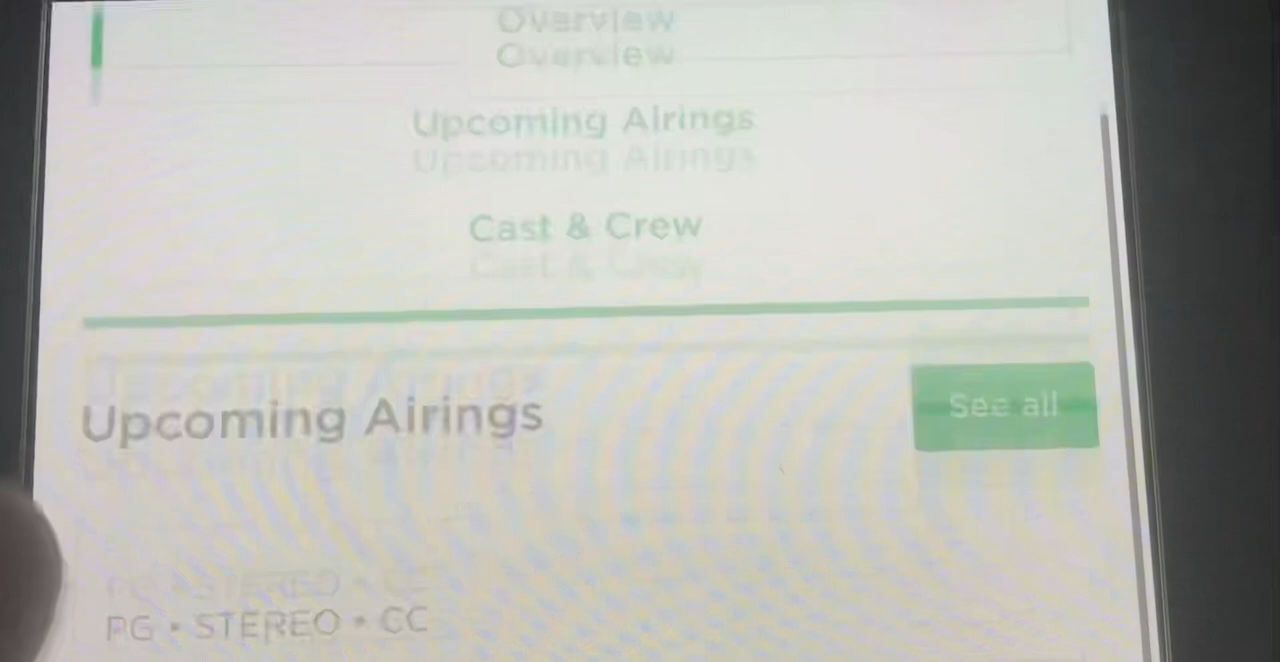 Overview
Upcoming Airings
Cast & Crew
Upcoming Airings
See all
PG • STEREO • CC